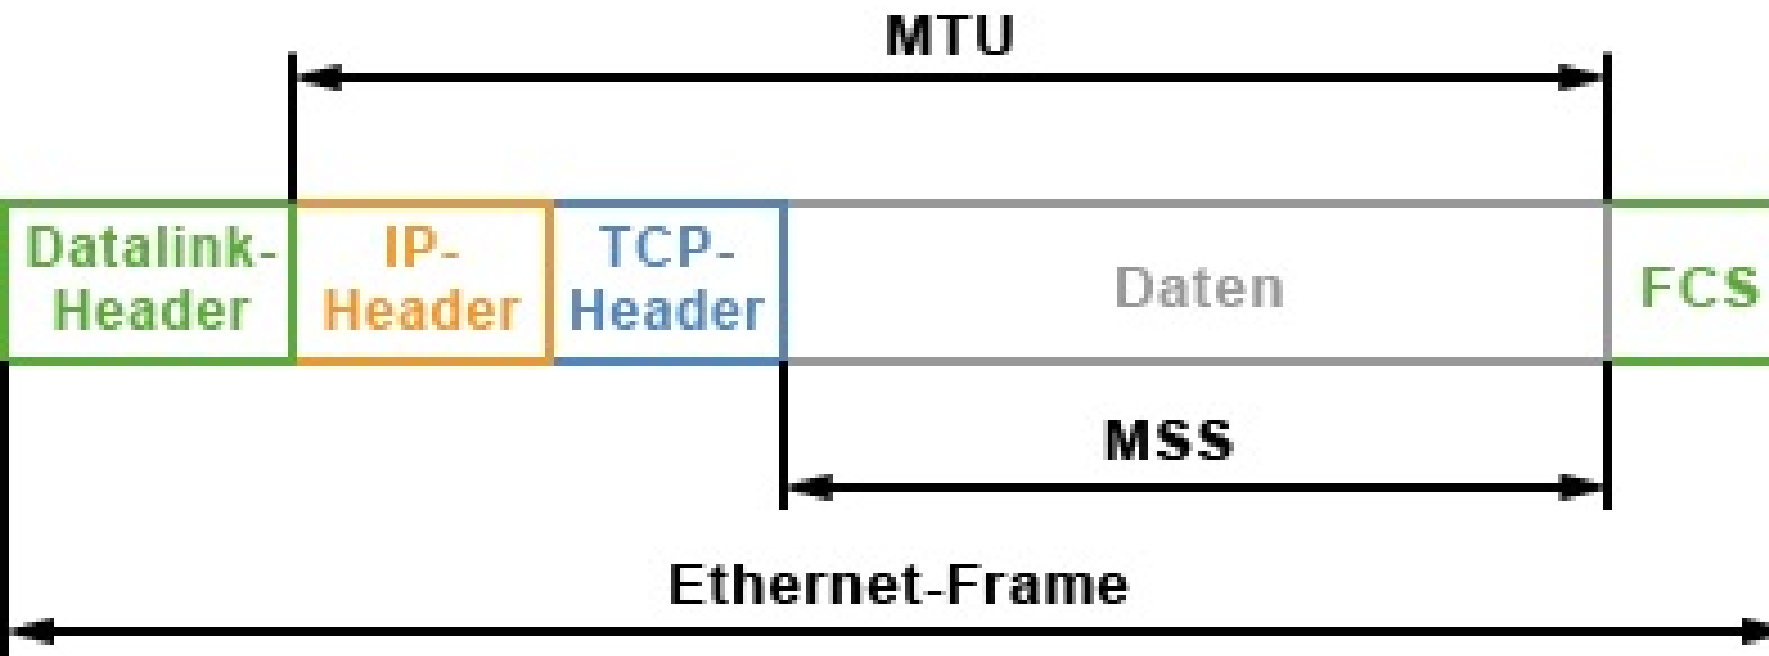 MTU
Datalink-
Header
IP-
Header
TCP-
Header
Daten
FCS
MSS
Ethernet-Frame